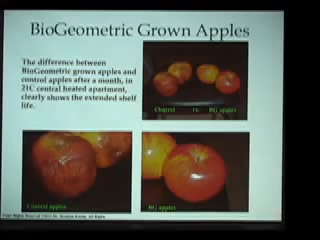 BioGeometric Grown Apples
The difference between
BioGeometric grown apples and
control apples after a month, in
21C central heated apartment,
clearly shows the extended shelf
life.
Control vs. BG apples
Control apples
BG apples